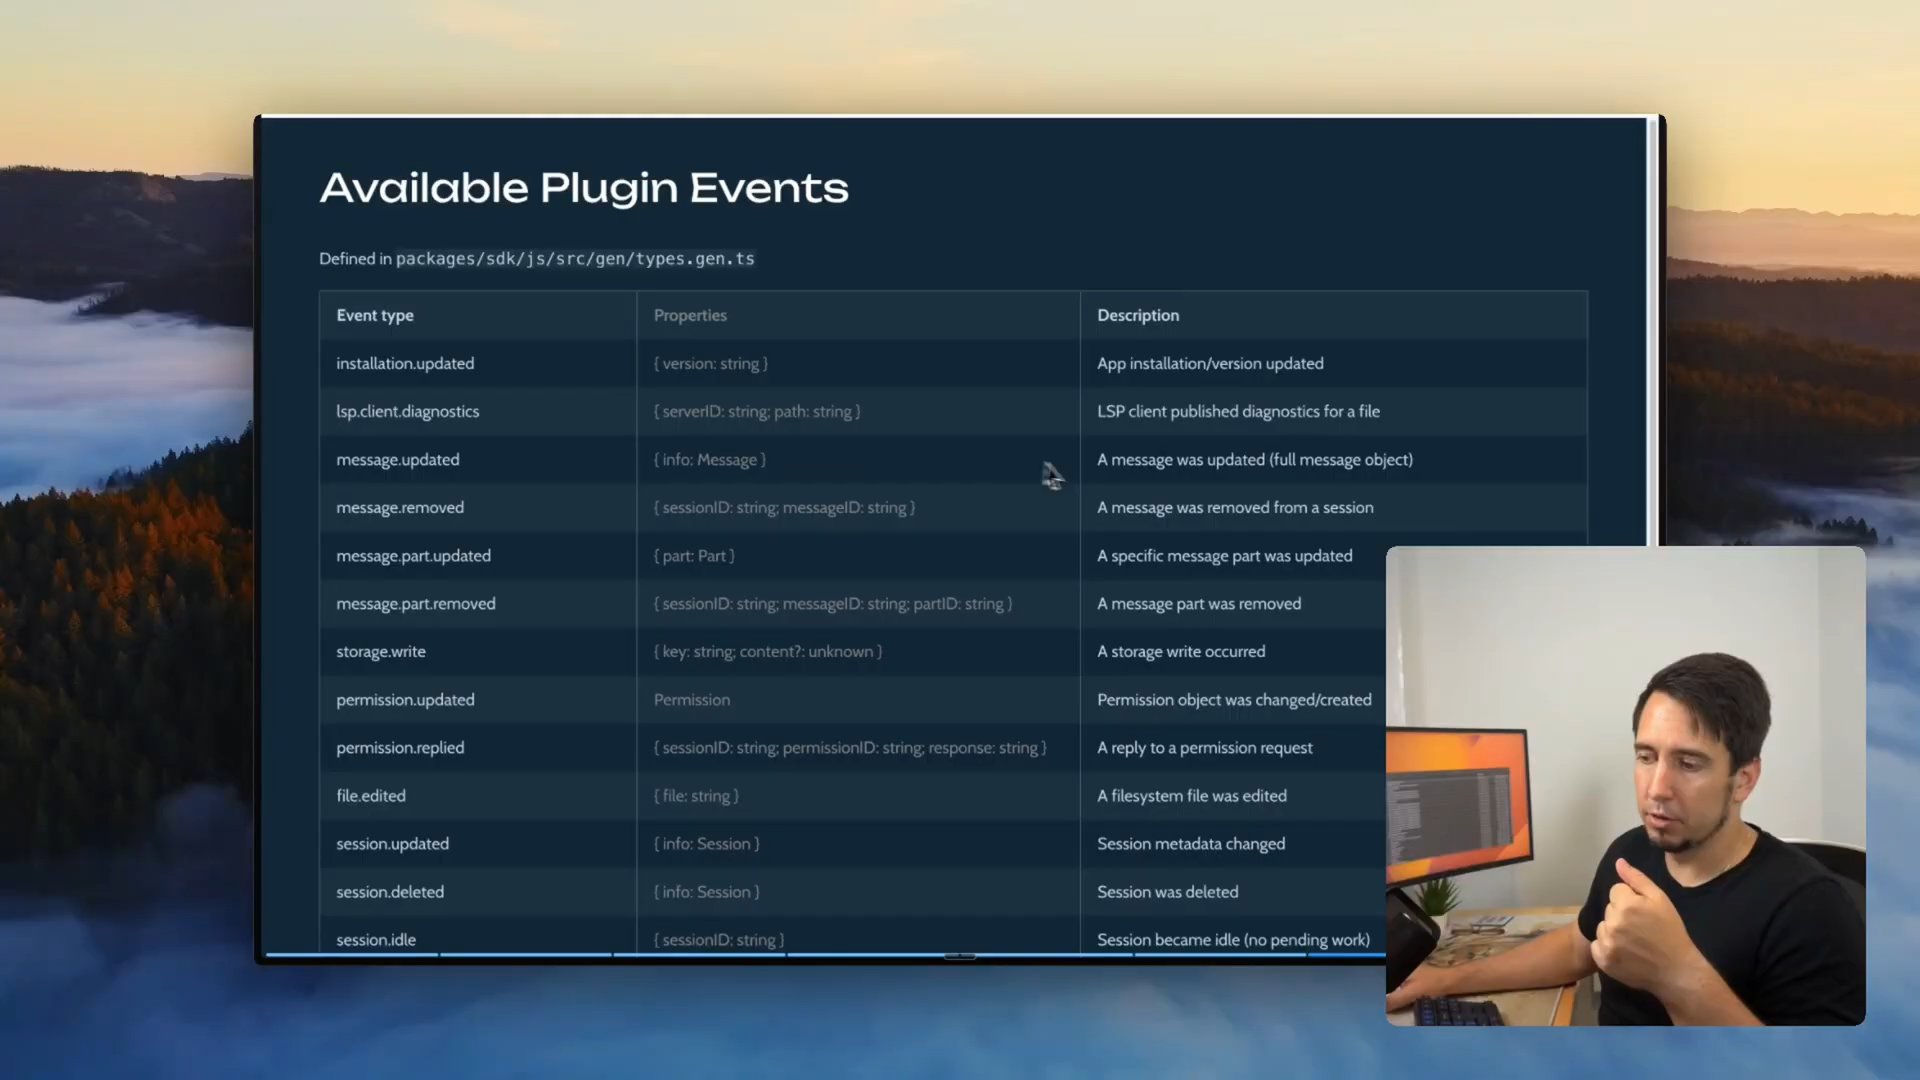 Available Plugin Events
Defined in packages/sdk/js/src/gen/types.gen.ts
Event type Properties Description
installation.updated { version: string } App installation/version updated
lsp.client.diagnostics { serverID: string; path: string } LSP client published diagnostics for a file
message.updated { info: Message } A message was updated (full message object)
message.removed { sessionID: string; messageID: string } A message was removed from a session
message.part.updated { part: Part } A specific message part was updated
message.part.removed { sessionID: string; messageID: string; partID: string } A message part was removed
storage.write { key: string; content?: unknown } A storage write occurred
permission.updated Permission Permission object was changed/created
permission.replied { sessionID: string; permissionID: string; response: string } A reply to a permission request
file.edited { file: string } A filesystem file was edited
session.updated { info: Session } Session metadata changed
session.deleted { info: Session } Session was deleted
session.idle { sessionID: string } Session became idle (no pending work)